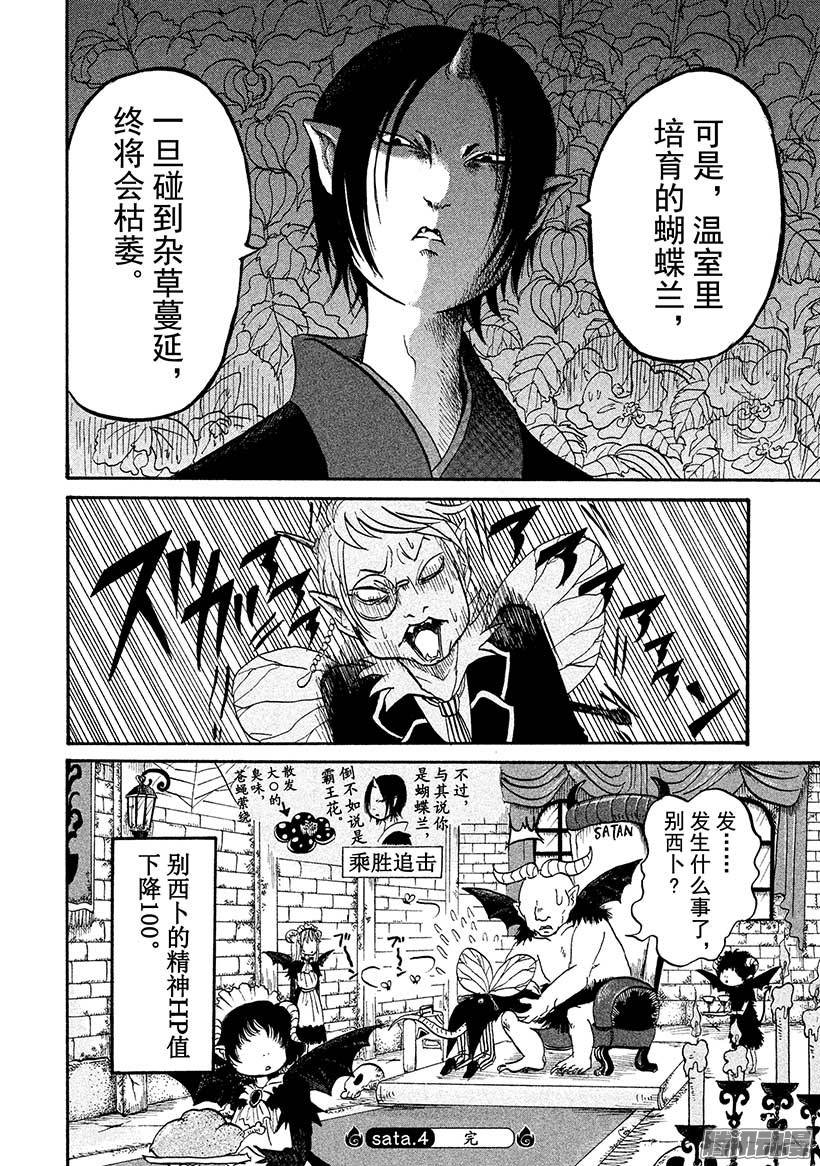 可是，温室里
培育的蝴蝶兰，
一旦碰到杂草蔓延，
终将会枯萎。
ズガガーン
SATAN
发……
发生什么事了，
别西卜？
不过，
与其说你
是蝴蝶兰，
倒不如说是
霸王花。
散发
大〇的
臭味，
苍蝇萦绕
乘胜追击
别西卜的精神HP值
下降100。
sata.4 完
腾讯动漫